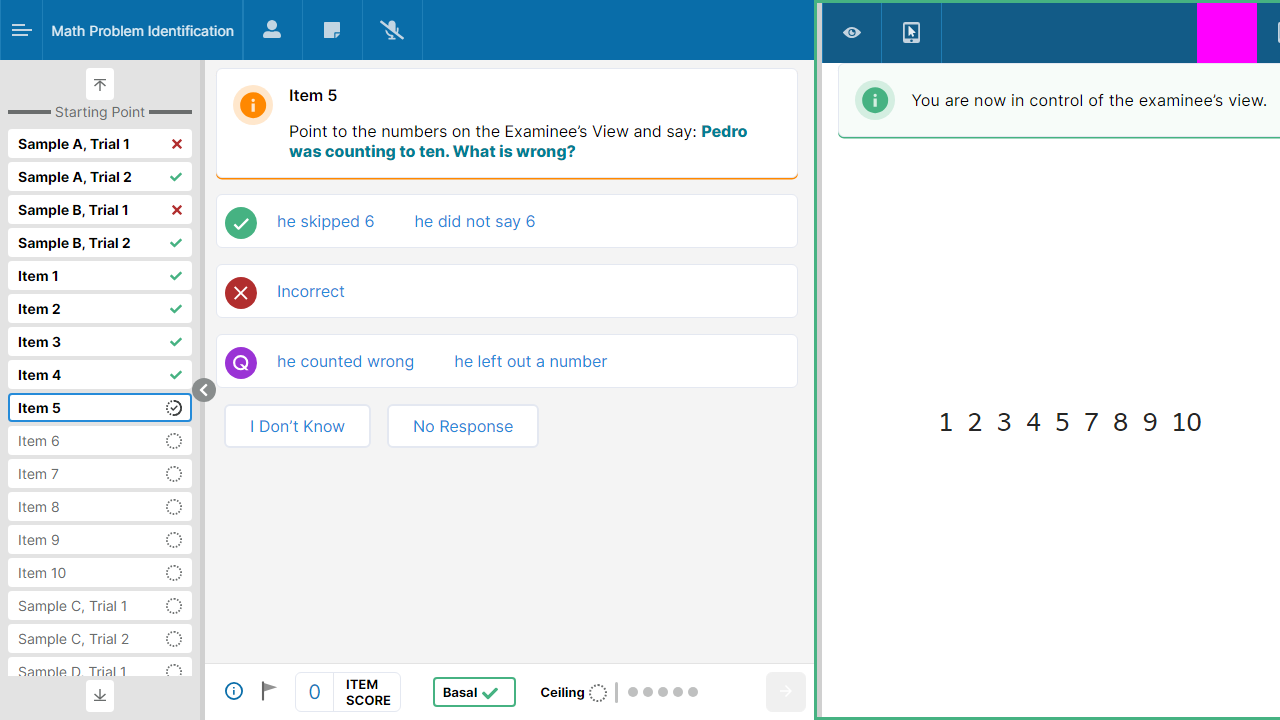 Math Problem Identification
Starting Point
Sample A, Trial 1
Sample A, Trial 2
Sample B, Trial 1
Sample B, Trial 2
Item 1
Item 2
Item 3
Item 4
Item 5
Item 6
Item 7
Item 8
Item 9
Item 10
Sample C, Trial 1
Sample C, Trial 2
Sample D, Trial 1
Item 5
Point to the numbers on the Examinee’s View and say: Pedro
was counting to ten. What is wrong?
he skipped 6 he did not say 6
Incorrect
Q he counted wrong he left out a number
I Don’t Know No Response
0 ITEM SCORE
Basal
Ceiling
You are now in control of the examinee’s view.
1 2 3 4 5 7 8 9 10